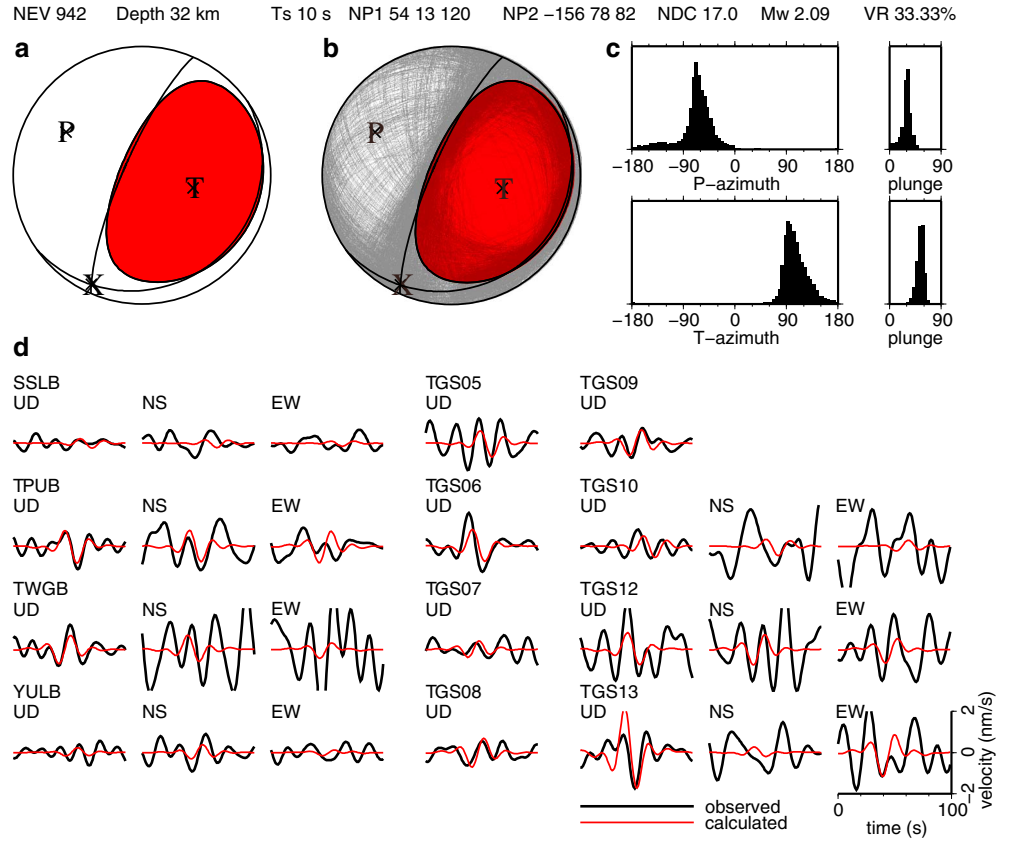 NEV 942 Depth 32 km Ts 10 s NP1 54 13 120 NP2 −156 78 82 NDC 17.0 Mw 2.09 VR 33.33%
a b c
P
T
X
P
T
X
−180 −90 0 90 180
P−azimuth
0 90
plunge
−180 −90 0 90 180
T−azimuth
0 90
plunge
d
SSLB
UD NS EW
TGS05
UD
TGS09
UD
TPUB
UD NS EW
TGS06
UD
TGS10
UD NS EW
TWGB
UD NS EW
TGS07
UD
TGS12
UD NS EW
YULB
UD NS EW
TGS08
UD
TGS13
UD NS EW
2
0
−2
velocity (nm/s)
0 100
time (s)
observed
calculated